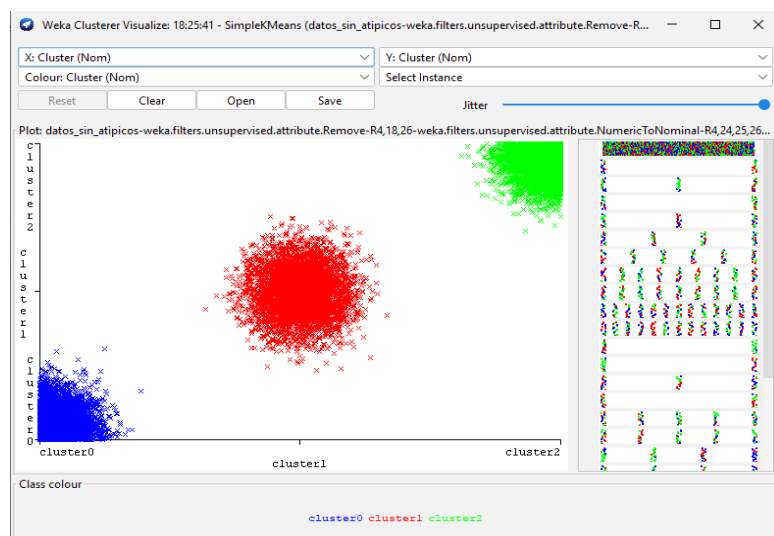 Weka Clusterer Visualize: 18:25:41 - SimpleKMeans (datos_sin_atipicos-weka.filters.unsupervised.attribute.Remove-R...
X: Cluster (Nom)
Y: Cluster (Nom)
Colour: Cluster (Nom)
Select Instance
Reset
Clear
Open
Save
Jitter
Plot: datos_sin_atipicos-weka.filters.unsupervised.attribute.Remove-R4,18,26-weka.filters.unsupervised.attribute.NumericToNominal-R4,24,25,26...
cluster2
cluster1
cluster0
cluster0
cluster1
cluster2
Class colour
cluster0 cluster1 cluster2